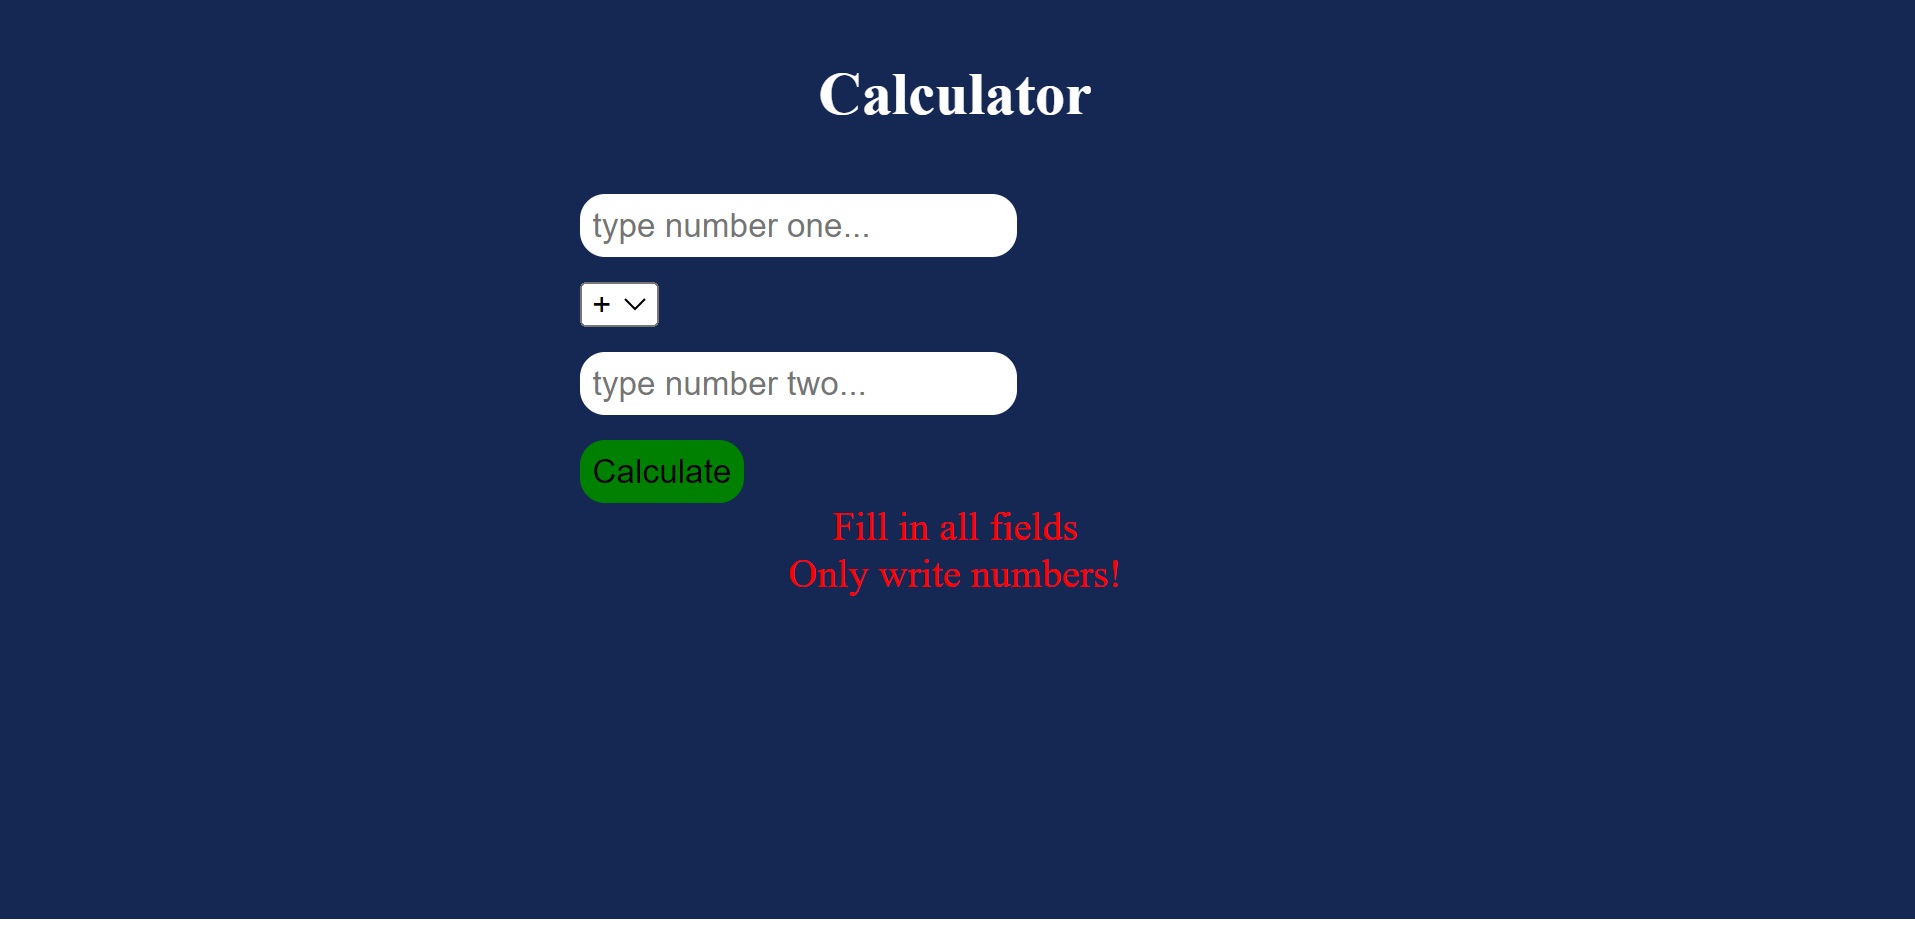 Calculator
type number one...
+
type number two...
Calculate
Fill in all fields
Only write numbers!